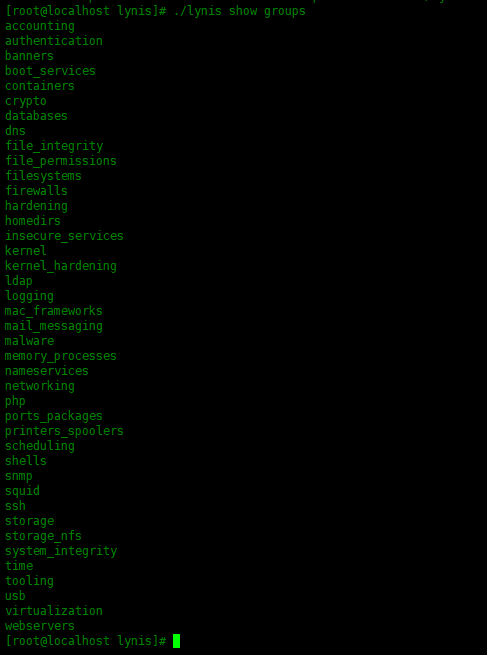 [root@localhost lynis]# ./lynis show groups
accounting
authentication
banners
boot_services
containers
crypto
databases
dns
file_integrity
file_permissions
filesystems
firewalls
hardening
homedirs
insecure_services
kernel
kernel_hardening
ldap
logging
mac_frameworks
mail_messaging
malware
memory_processes
nameservices
networking
php
ports_packages
printers_spoolers
scheduling
shells
snmp
squid
ssh
storage
storage_nfs
system_integrity
time
tooling
usb
virtualization
webservers
[root@localhost lynis]#